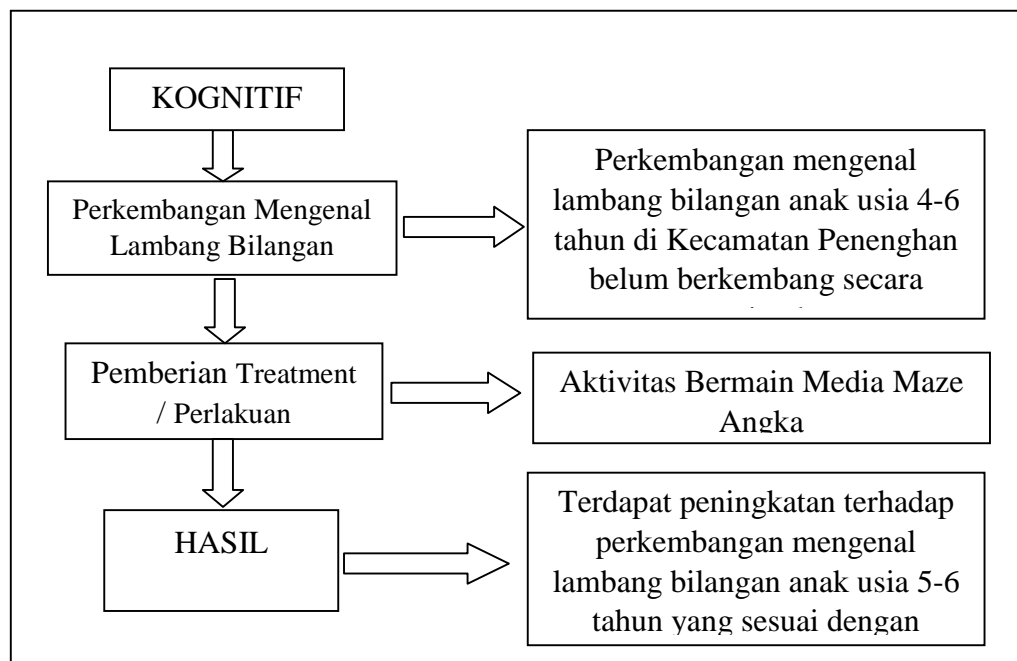 KOGNITIF
Perkembangan Mengenal
Lambang Bilangan
Perkembangan mengenal
lambang bilangan anak usia 4-6
tahun di Kecamatan Penenghan
belum berkembang secara
Pemberian Treatment
/ Perlakuan
Aktivitas Bermain Media Maze
Angka
HASIL
Terdapat peningkatan terhadap
perkembangan mengenal
lambang bilangan anak usia 5-6
tahun yang sesuai dengan